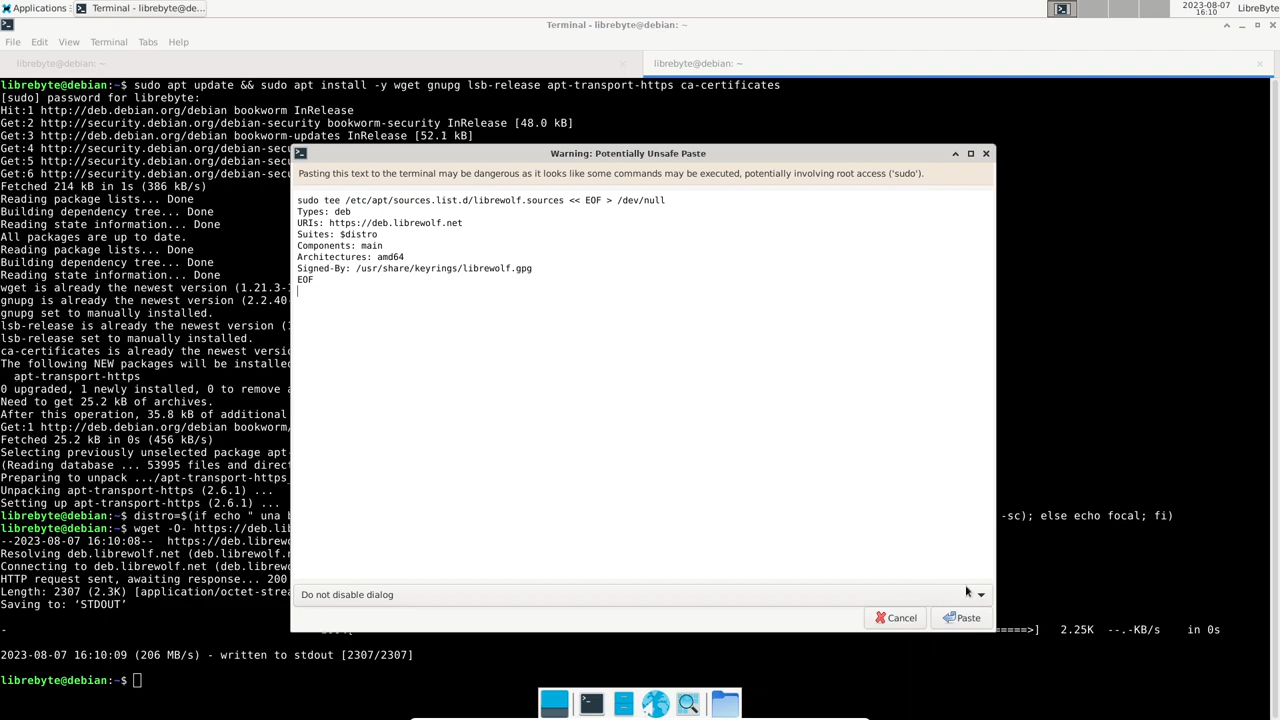 Applications
Terminal - librebyte@de...
2023-08-07
16:10
LibreByte
Terminal - librebyte@debian: ~
File Edit View Terminal Tabs Help
librebyte@debian: ~
librebyte@debian: ~
librebyte@debian:~$ sudo apt update && sudo apt install -y wget gnupg lsb-release apt-transport-https ca-certificates
[sudo] password for librebyte:
Hit:1 http://deb.debian.org/debian bookworm InRelease
Get:2 http://security.debian.org/debian-security bookworm-security InRelease [48.0 kB]
Get:3 http://deb.debian.org/debian bookworm-updates InRelease [52.1 kB]
Get:4 http://security.debian.org/debian-sec
Get:5 http://security.debian.org/debian-sec
Get:6 http://security.debian.org/debian-sec
Fetched 214 kB in 1s (386 kB/s)
Reading package lists... Done
Building dependency tree... Done
Reading state information... Done
All packages are up to date.
Reading package lists... Done
Building dependency tree... Done
Reading state information... Done
wget is already the newest version (1.21.3-
gnupg is already the newest version (2.2.40
gnupg set to manually installed.
lsb-release is already the newest version (
lsb-release set to manually installed.
ca-certificates is already the newest versio
The following NEW packages will be installed
apt-transport-https
0 upgraded, 1 newly installed, 0 to remove a
Need to get 25.2 kB of archives.
After this operation, 35.8 kB of additional
Get:1 http://deb.debian.org/debian bookworm/
Fetched 25.2 kB in 0s (456 kB/s)
Selecting previously unselected package apt-
(Reading database ... 53995 files and direct
Preparing to unpack .../apt-transport-https_
Unpacking apt-transport-https (2.6.1) ...
Setting up apt-transport-https (2.6.1) ...
librebyte@debian:~$ distro=$(if echo " una b -sc); else echo focal; fi)
librebyte@debian:~$ wget -O- https://deb.li
--2023-08-07 16:10:08-- https://deb.librewo
Resolving deb.librewolf.net (deb.librewolf.n
Connecting to deb.librewolf.net (deb.librewo
HTTP request sent, awaiting response... 200
Length: 2307 (2.3K) [application/octet-strea
Saving to: ‘STDOUT’
- =====>] 2.25K --.-KB/s in 0s
2023-08-07 16:10:09 (206 MB/s) - written to stdout [2307/2307]
librebyte@debian:~$
Warning: Potentially Unsafe Paste
Pasting this text to the terminal may be dangerous as it looks like some commands may be executed, potentially involving root access ('sudo').
sudo tee /etc/apt/sources.list.d/librewolf.sources << EOF > /dev/null
Types: deb
URIs: https://deb.librewolf.net
Suites: $distro
Components: main
Architectures: amd64
Signed-By: /usr/share/keyrings/librewolf.gpg
EOF
Do not disable dialog
Cancel Paste